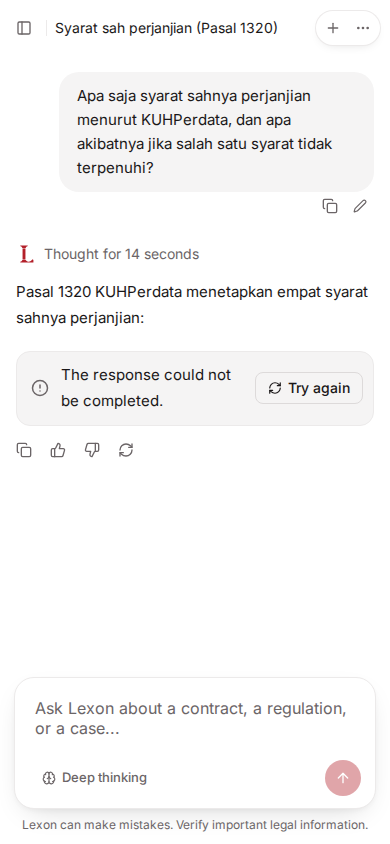 Syarat sah perjanjian (Pasal 1320)
Apa saja syarat sahnya perjanjian
menurut KUHPerdata, dan apa
akibatnya jika salah satu syarat tidak
terpenuhi?
L Thought for 14 seconds
Pasal 1320 KUHPerdata menetapkan empat syarat
sahnya perjanjian:
The response could not
be completed.
Try again
Ask Lexon about a contract, a regulation,
or a case...
Deep thinking
Lexon can make mistakes. Verify important legal information.